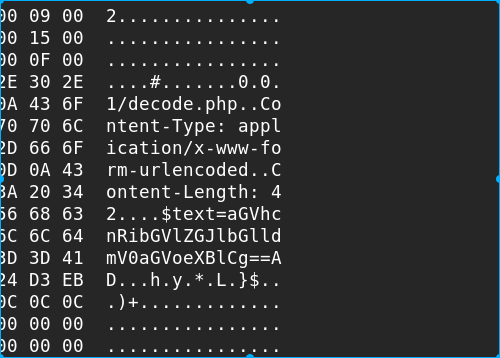 00 09 00 2...............
00 15 00 ................
00 0F 00 ................
2E 30 2E ....#.......0.0.
0A 43 6F 1/decode.php..Co
70 70 6C ntent-Type: appl
2D 66 6F ication/x-www-fo
0D 0A 43 rm-urlencoded..C
3A 20 34 ontent-Length: 4
56 68 63 2....$text=aGVhc
6C 6C 64 nRibGVlZGJlbGlld
3D 3D 41 mV0aGVoeXBlCg==A
24 D3 EB D...h.y.*.L.}$..
0C 0C 0C .)+.............
00 00 00 ................
00 00 00 ................